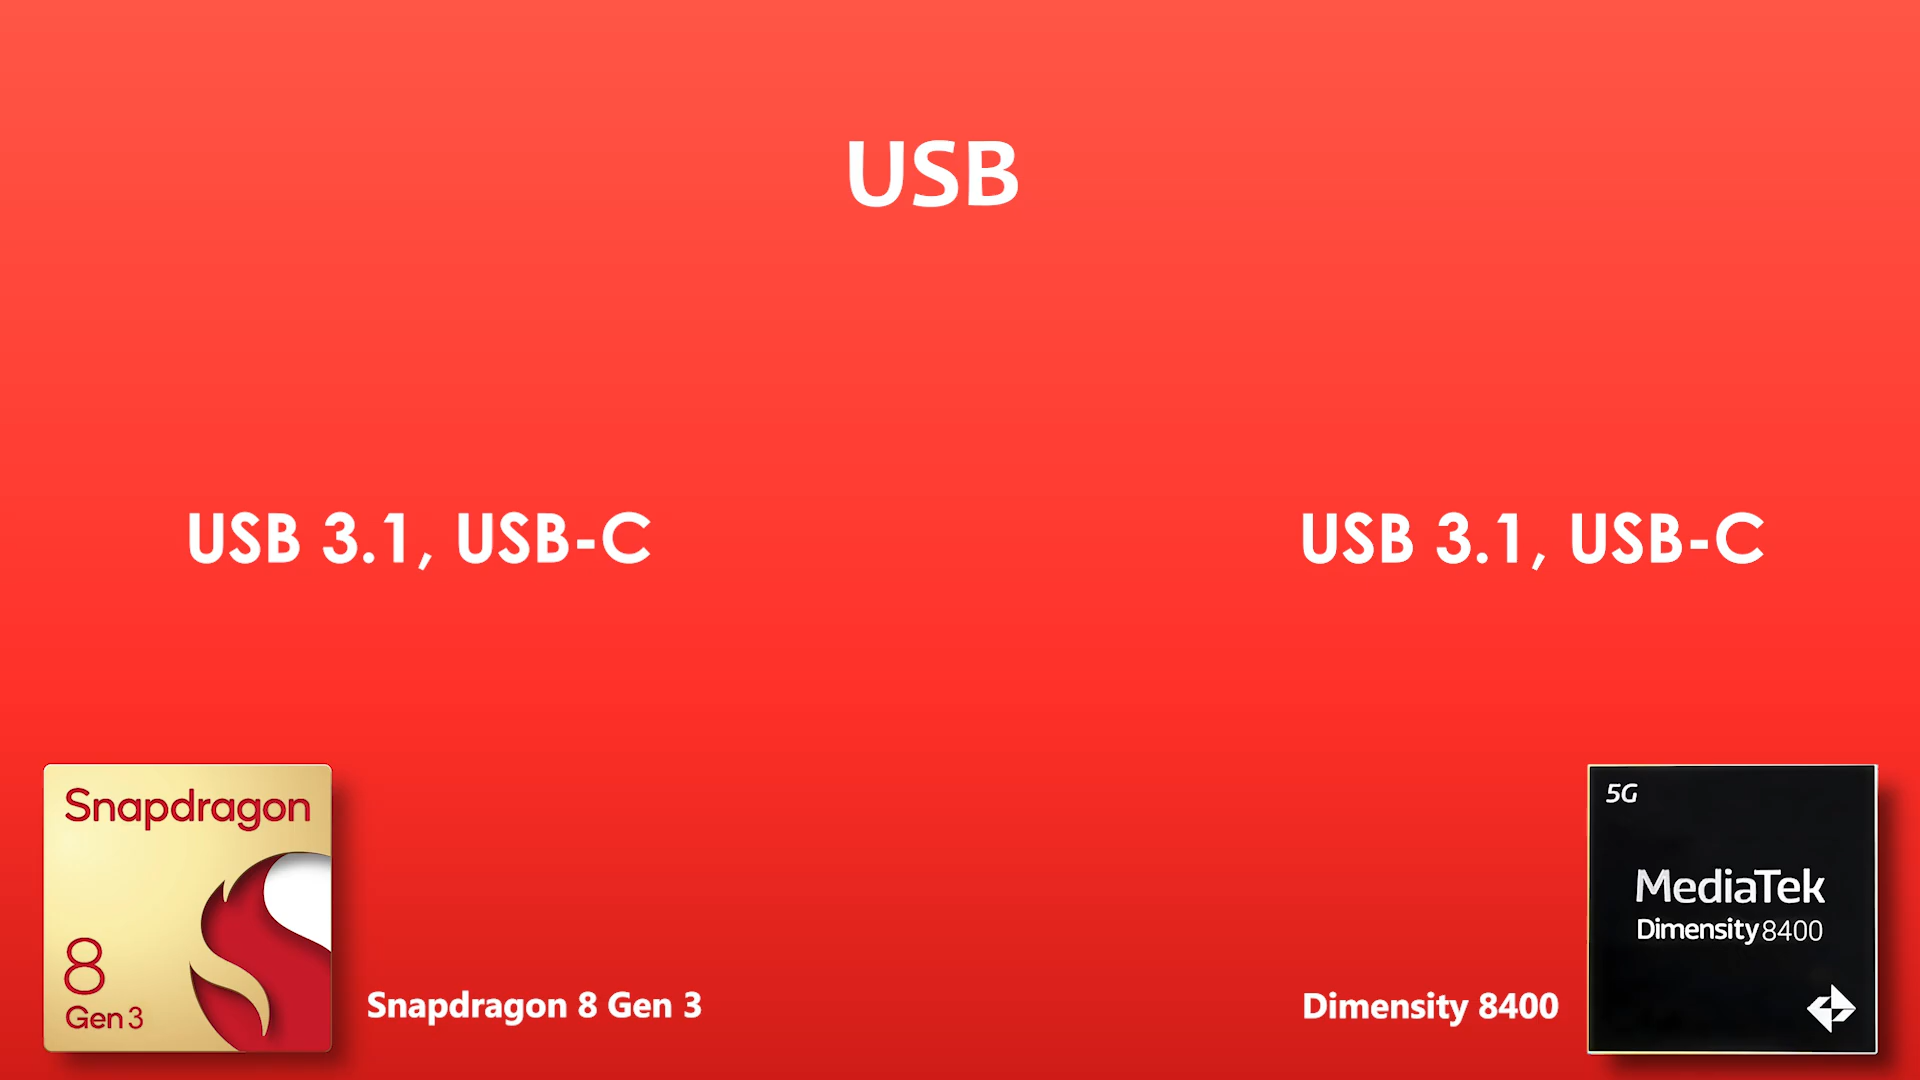 USB
USB 3.1, USB-C
USB 3.1, USB-C
Snapdragon
8
Gen 3
Snapdragon 8 Gen 3
Dimensity 8400
5G
MediaTek
Dimensity 8400